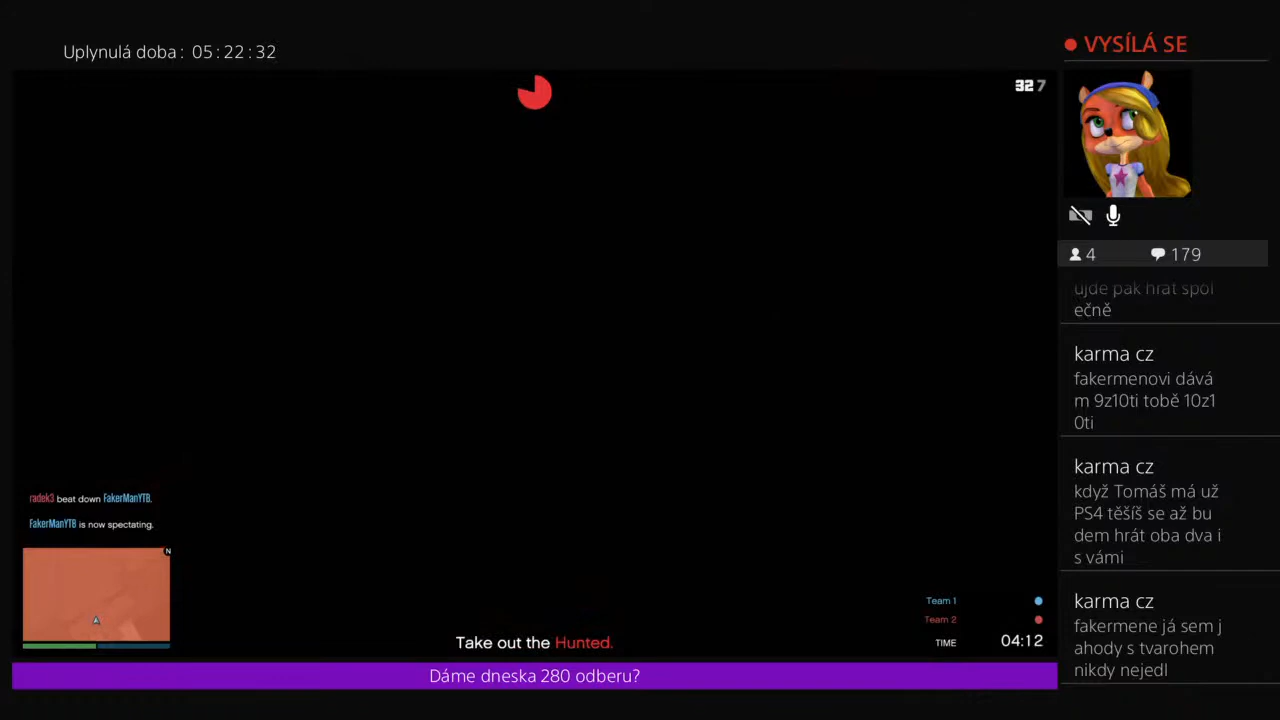 Uplynulá doba: 05:22:32
VYSÍLÁ SE
32 7
4 179
ujde pak hrát spol
ečně
karma cz
fakermenovi dává
m 9z10ti tobě 10z1
0ti
karma cz
když Tomáš má už
PS4 těšíš se až bu
dem hrát oba dva i
s vámi
karma cz
fakermene já sem j
ahody s tvarohem
nikdy nejedl
radek3 beat down FakerManYTB.
FakerManYTB is now spectating.
N
Team 1
Team 2
TIME 04:12
Take out the Hunted.
Dáme dneska 280 odberu?